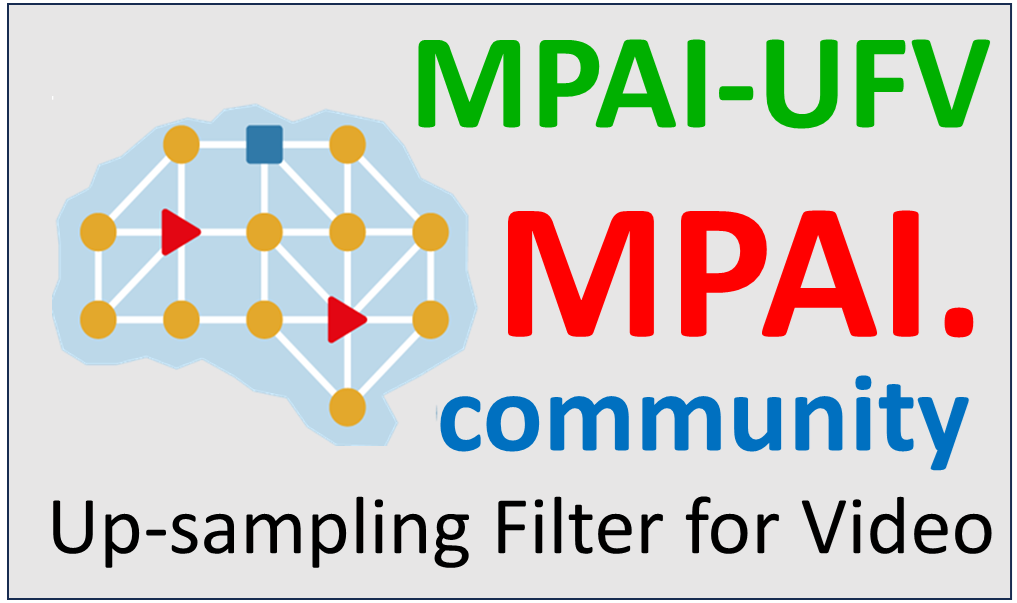 MPAI-UFV
MPAI.
community
Up-sampling Filter for Video